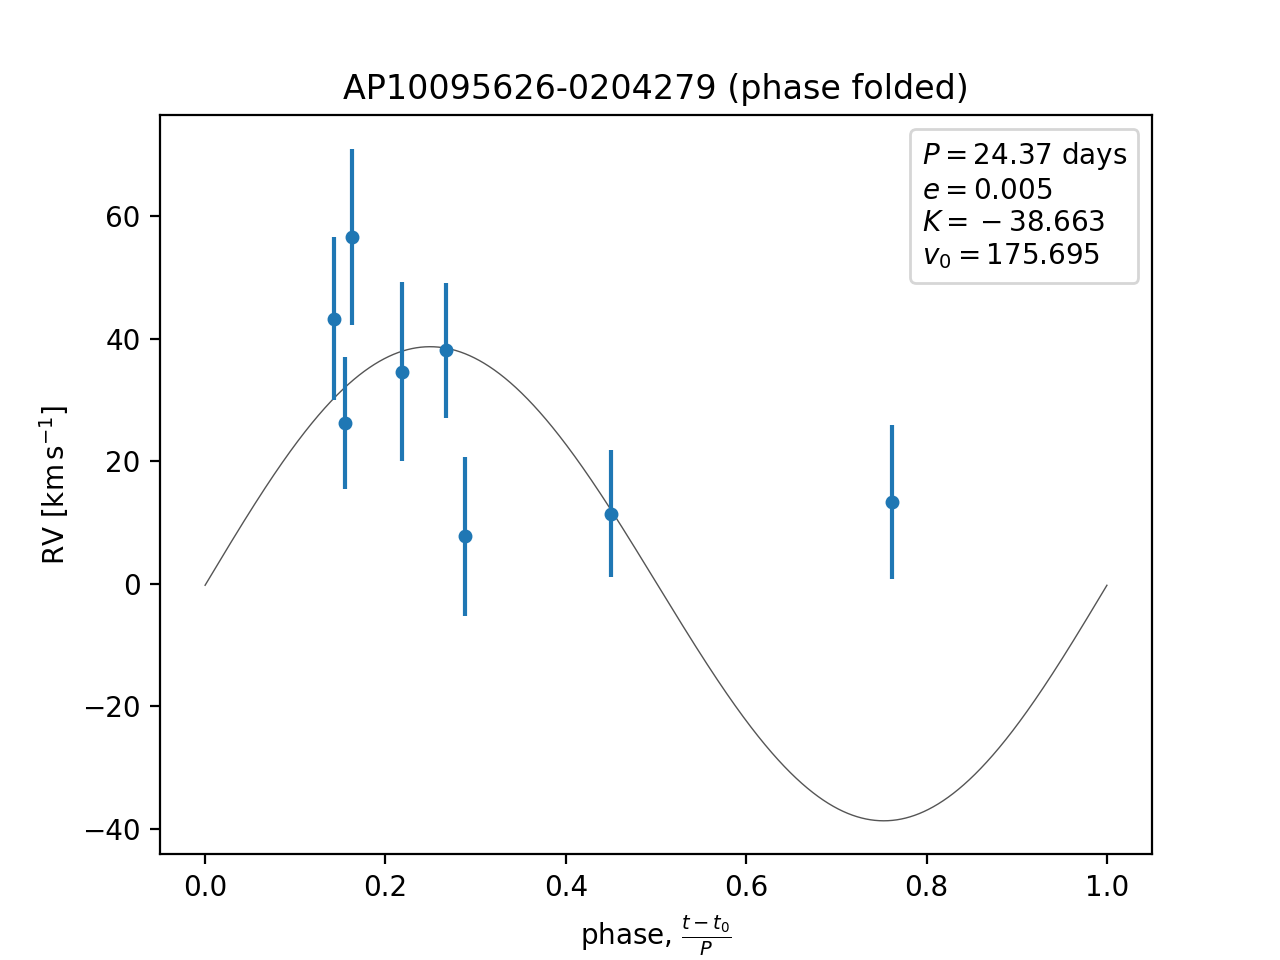 AP10095626-0204279 (phase folded)
P = 24.37 days
e = 0.005
K = −38.663
v₀ = 175.695
60
40
20
0
−20
−40
RV [km s⁻¹]
0.0 0.2 0.4 0.6 0.8 1.0
phase, (t − t₀)/P